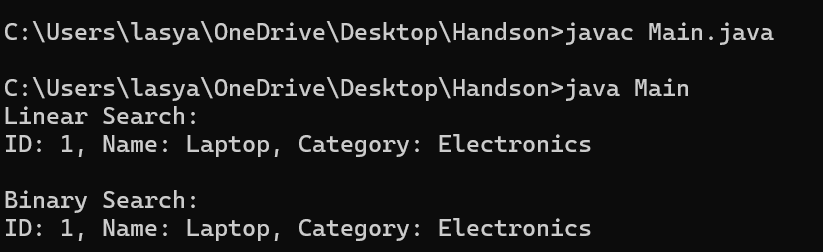 C:\Users\lasya\OneDrive\Desktop\Handson>javac Main.java
C:\Users\lasya\OneDrive\Desktop\Handson>java Main
Linear Search:
ID: 1, Name: Laptop, Category: Electronics
Binary Search:
ID: 1, Name: Laptop, Category: Electronics